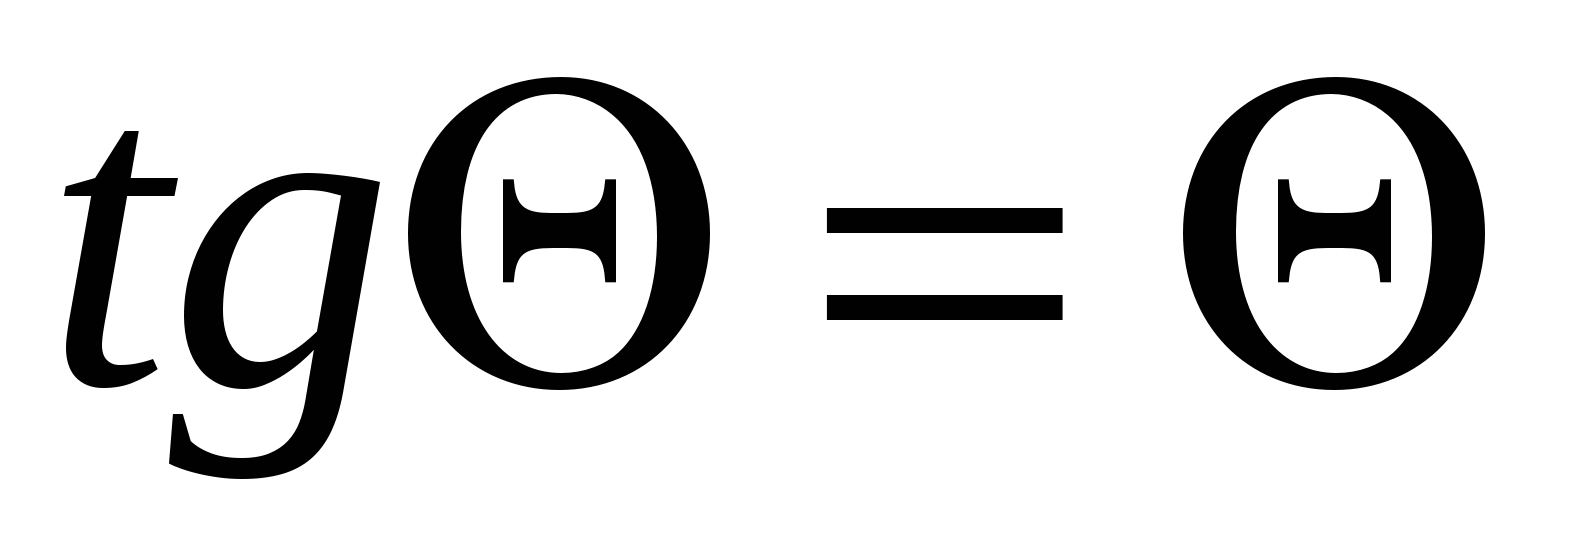 tgΘ = Θ